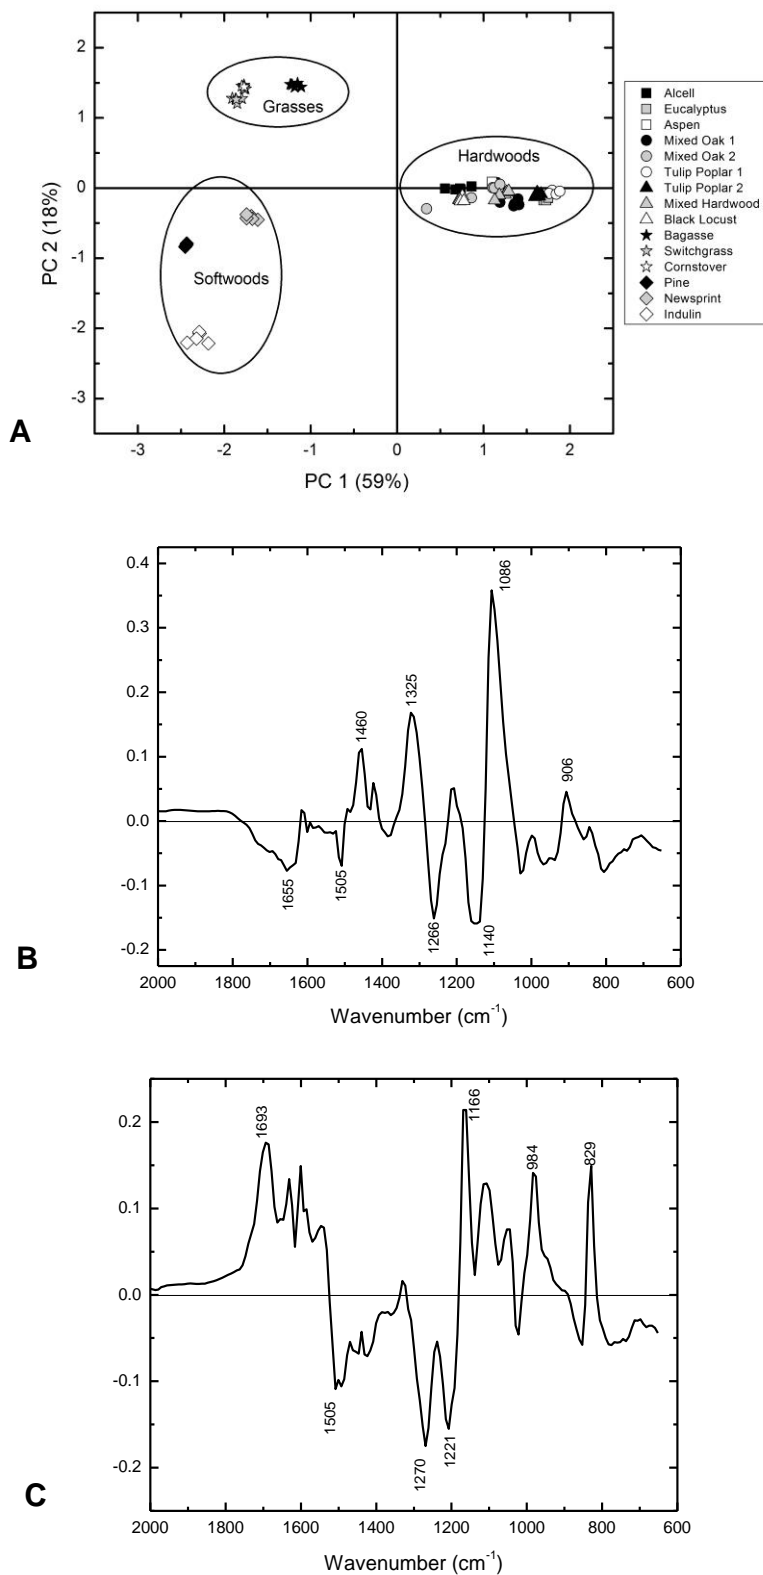 2
1
0
-1
-2
-3
PC 2 (18%)
Grasses
Hardwoods
Softwoods
-3
-2
-1
0
1
2
PC 1 (59%)
Alcell
Eucalyptus
Aspen
Mixed Oak 1
Mixed Oak 2
Tulip Poplar 1
Tulip Poplar 2
Mixed Hardwood
Black Locust
Bagasse
Switchgrass
Cornstover
Pine
Newsprint
Indulin
A
0.4
0.3
0.2
0.1
0.0
-0.1
-0.2
1655
1505
1460
1325
1266
1140
1086
906
2000
1800
1600
1400
1200
1000
800
600
Wavenumber (cm-1)
B
0.2
0.1
0.0
-0.1
-0.2
1693
1505
1270
1221
1166
984
829
2000
1800
1600
1400
1200
1000
800
600
Wavenumber (cm-1)
C